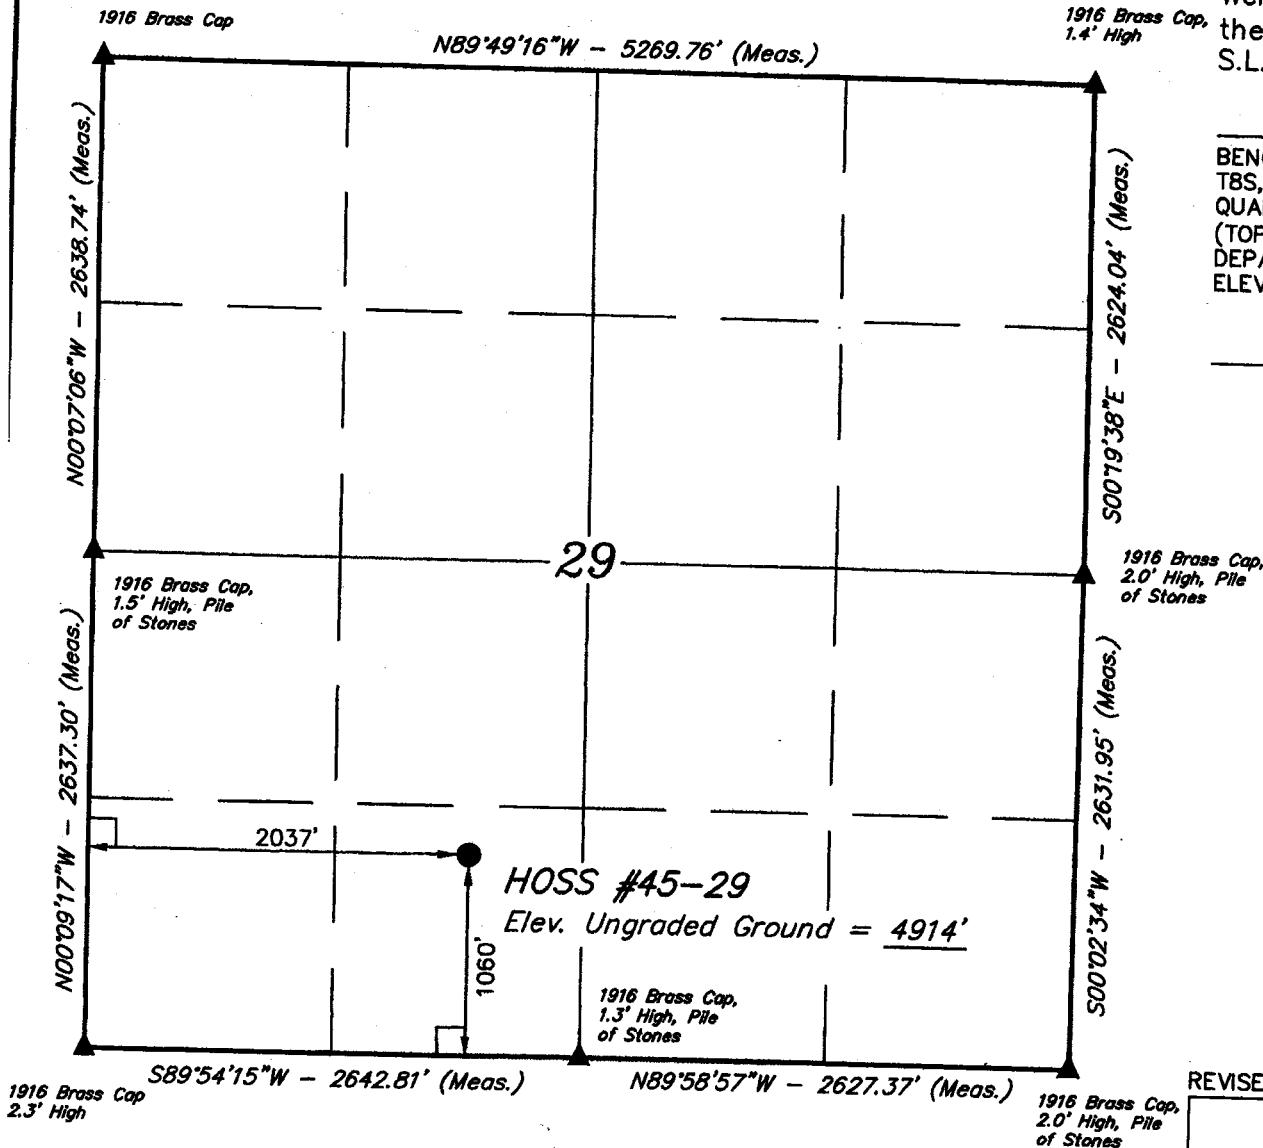 1916 Brass Cap
N89°49'16"W - 5269.76' (Meas.)
1916 Brass Cap,
1.4' High
the
S.L.
N00°07'06"W - 2638.74' (Meas.)
S00°19'38"E - 2624.04' (Meas.)
T8S,
(TOP
ELEV
29
1916 Brass Cap,
1.5' High, Pile
of Stones
1916 Brass Cap,
2.0' High, Pile
of Stones
N00°09'17"W - 2637.30' (Meas.)
S00°02'34"W - 2631.95' (Meas.)
2037'
HOSS #45-29
Elev. Ungraded Ground = 4914'
1060'
1916 Brass Cap,
1.3' High, Pile
of Stones
S89°54'15"W - 2642.81' (Meas.)
N89°58'57"W - 2627.37' (Meas.)
1916 Brass Cap
2.3' High
1916 Brass Cap,
2.0' High, Pile
of Stones
REVISE